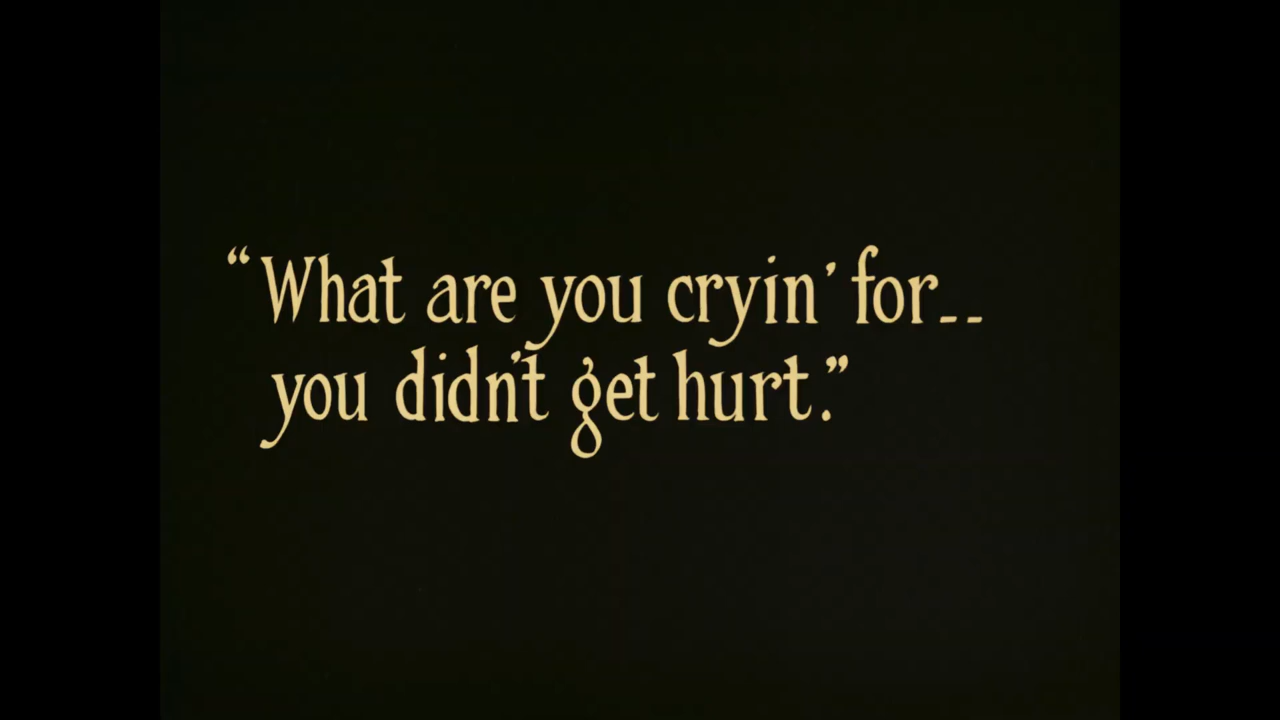 “What are you cryin’ for--
you didn’t get hurt.”